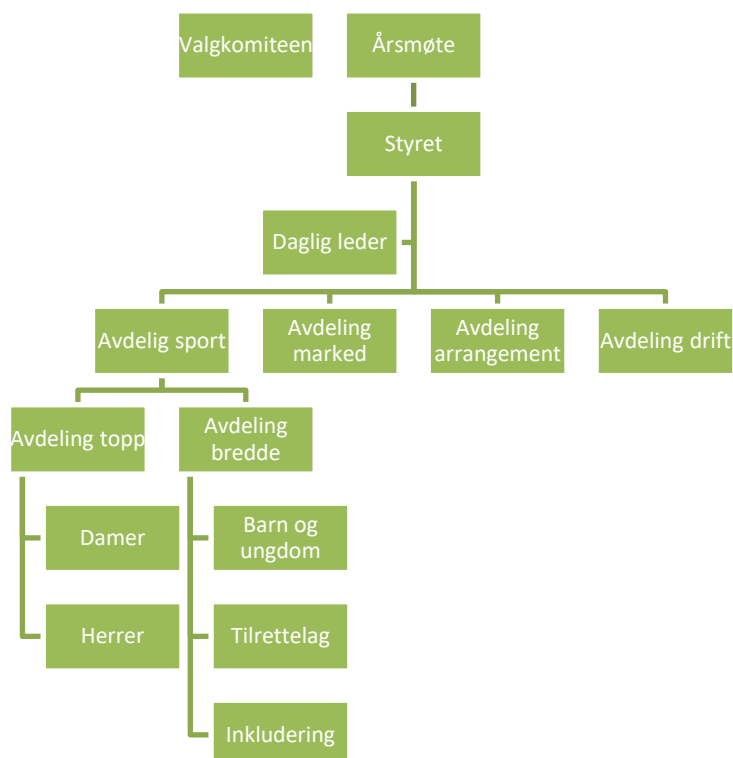 Valgkomiteen
Årsmøte
Styret
Daglig leder
Avdelig sport
Avdeling
marked
Avdeling
arrangement
Avdeling drift
Avdeling topp
Avdeling
bredde
Damer
Barn og
ungdom
Herrer
Tilrettelag
Inkludering